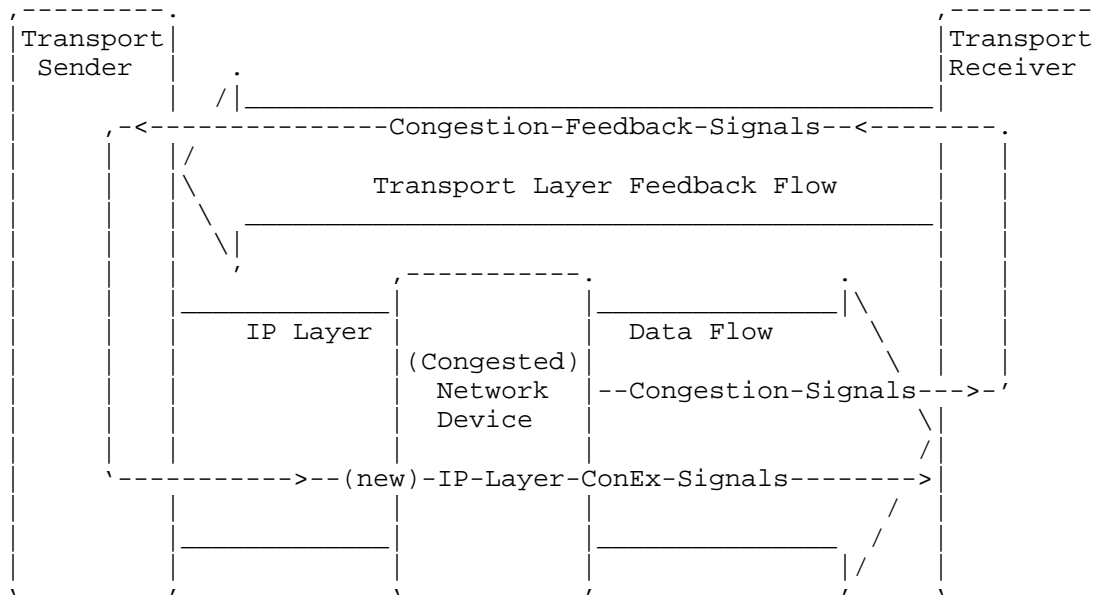 Transport Transport
Sender Receiver
Congestion-Feedback-Signals
Transport Layer Feedback Flow
IP Layer Data Flow
(Congested)
Network --Congestion-Signals--->-
Device
(new)-IP-Layer-ConEx-Signals